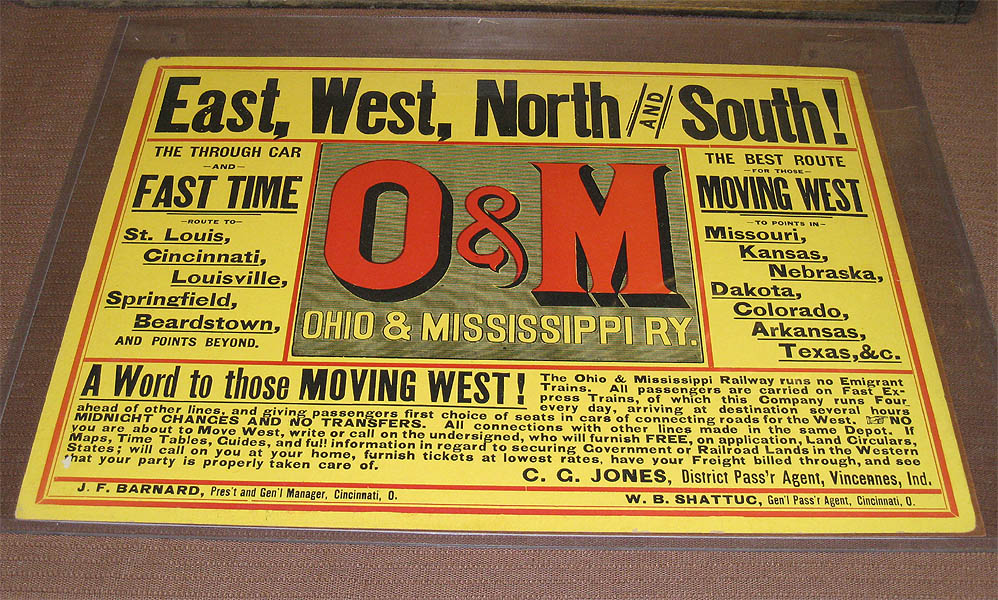 East, West, North AND South!
THE THROUGH CAR
—AND—
FAST TIME
—ROUTE TO—
St. Louis,
Cincinnati,
Louisville,
Springfield,
Beardstown,
AND POINTS BEYOND.
O & M
OHIO & MISSISSIPPI RY.
THE BEST ROUTE
—FOR THOSE—
MOVING WEST
—TO POINTS IN—
Missouri,
Kansas,
Nebraska,
Dakota,
Colorado,
Arkansas,
Texas, &c.
A Word to those MOVING WEST!
The Ohio & Mississippi Railway runs no Emigrant
Trains. All passengers are carried on Fast Ex-
press Trains, of which this Company runs Four
every day, arriving at destination several hours
ahead of other lines, and giving passengers first choice of seats in cars of connecting roads for the West. ☞ NO
MIDNIGHT CHANGES AND NO TRANSFERS. All connections with other lines made in the same Depot. If
you are about to Move West, write or call on the undersigned, who will furnish FREE, on application, Land Circulars,
Maps, Time Tables, Guides, and full information in regard to securing Government or Railroad Lands in the Western
States; will call on you at your home, furnish tickets at lowest rates, have your Freight billed through, and see
that your party is properly taken care of.
C. G. JONES, District Pass'r Agent, Vincennes, Ind.
J. F. BARNARD, Pres't and Gen'l Manager, Cincinnati, O.
W. B. SHATTUC, Gen'l Pass'r Agent, Cincinnati, O.